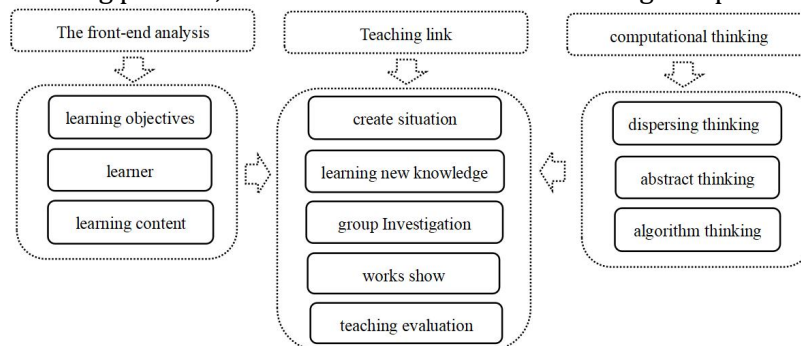 The front-end analysis
Teaching link
computational thinking
learning objectives
learner
learning content
create situation
learning new knowledge
group Investigation
works show
teaching evaluation
dispersing thinking
abstract thinking
algorithm thinking